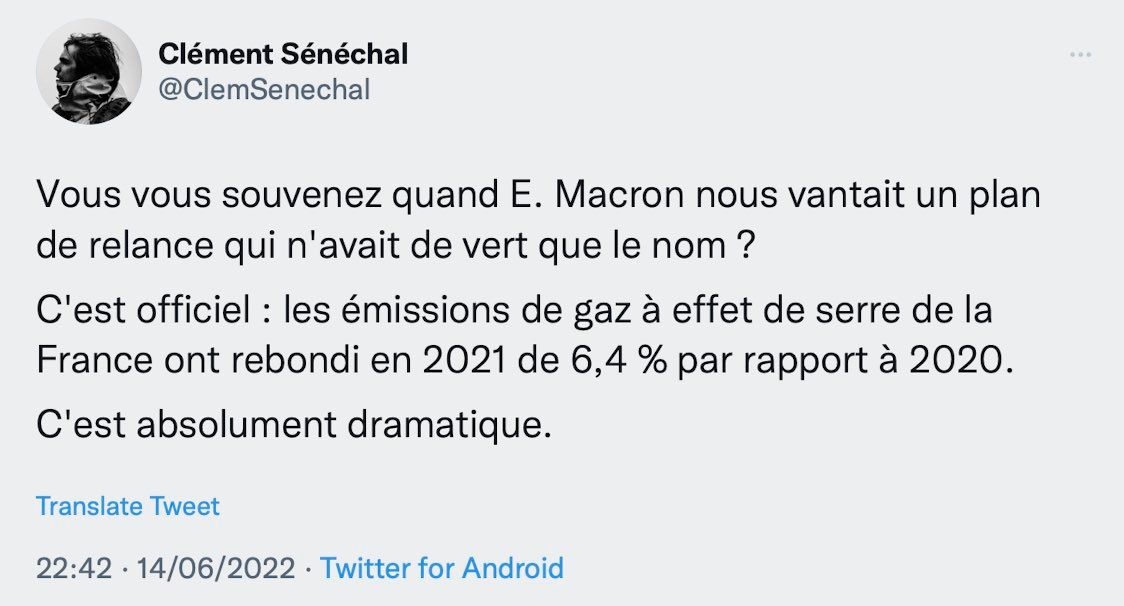 Clément Sénéchal
@ClemSenechal
Vous vous souvenez quand E. Macron nous vantait un plan
de relance qui n'avait de vert que le nom ?
C'est officiel : les émissions de gaz à effet de serre de la
France ont rebondi en 2021 de 6,4 % par rapport à 2020.
C'est absolument dramatique.
Translate Tweet
22:42 · 14/06/2022 · Twitter for Android